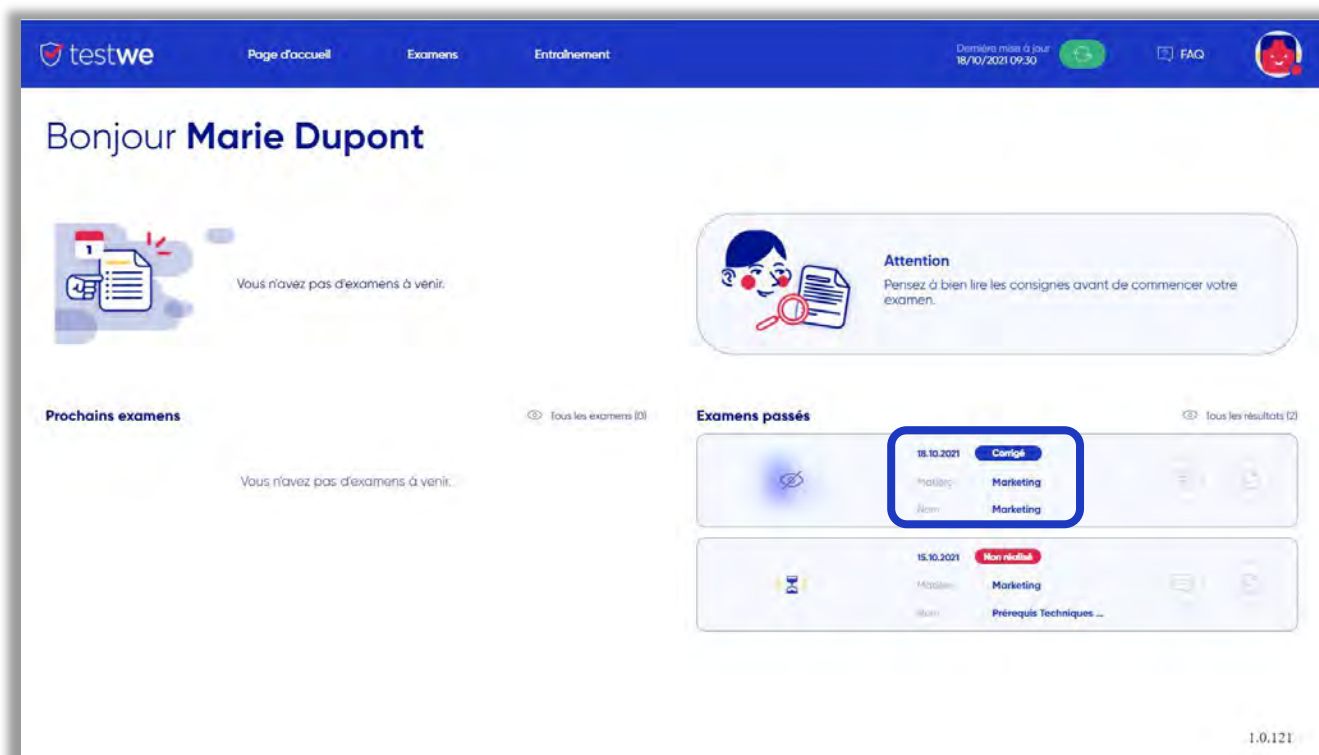 testwe
Page d'accueil
Examens
Entraînement
Dernière mise à jour
18/10/2021 09:30
FAQ
Bonjour Marie Dupont
1
Vous n'avez pas d'examens à venir.
Attention
Pensez à bien lire les consignes avant de commencer votre
examen.
Prochains examens
Tous les examens (0)
Vous n'avez pas d'examens à venir.
Examens passés
Tous les résultats (2)
18.10.2021 Corrigé
Matière Marketing
Nom Marketing
15.10.2021 Non réalisé
Matière Marketing
Nom Prérequis Techniques ...
1.0.121